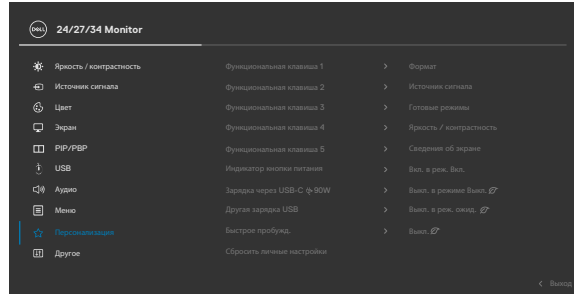 DELL 24/27/34 Monitor
Яркость / контрастность Функциональная клавиша 1 > Формат
Источник сигнала Функциональная клавиша 2 > Источник сигнала
Цвет Функциональная клавиша 3 > Готовые режимы
Экран Функциональная клавиша 4 > Яркость / контрастность
PIP/PBP Функциональная клавиша 5 > Сведения об экране
USB Индикатор кнопки питания > Вкл. в реж. Вкл.
Аудио Зарядка через USB-C 90W > Выкл. в режиме Выкл.
Меню Другая зарядка USB > Выкл. в реж. ожид.
Персонализация Быстрое пробужд. > Выкл.
Другое Сбросить личные настройки
< Выход